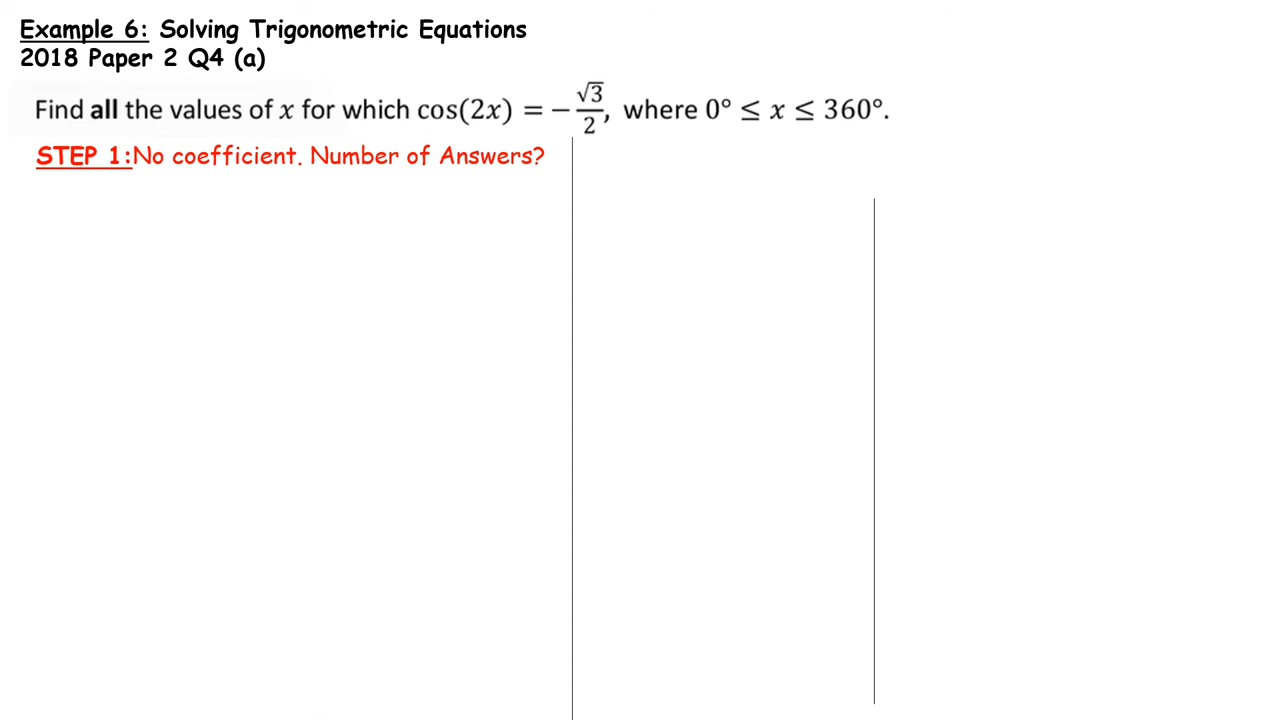 Example 6: Solving Trigonometric Equations
2018 Paper 2 Q4 (a)
Find all the values of x for which cos(2x) = −√3/2, where 0° ≤ x ≤ 360°.
STEP 1:No coefficient. Number of Answers?